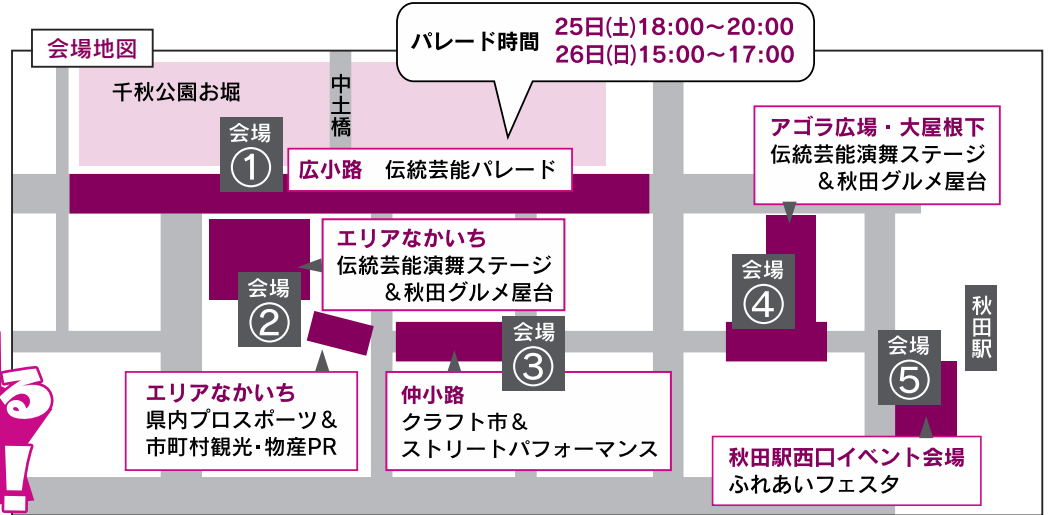 会場地図
パレード時間 25日(土)18:00～20:00
26日(日)15:00～17:00
千秋公園お堀
中土橋
会場
①
広小路 伝統芸能パレード
アゴラ広場・大屋根下
伝統芸能演舞ステージ
＆秋田グルメ屋台
エリアなかいち
伝統芸能演舞ステージ
＆秋田グルメ屋台
会場
②
会場
③
会場
④
会場
⑤
秋田駅
エリアなかいち
県内プロスポーツ＆
市町村観光・物産PR
仲小路
クラフト市＆
ストリートパフォーマンス
秋田駅西口イベント会場
ふれあいフェスタ
る!